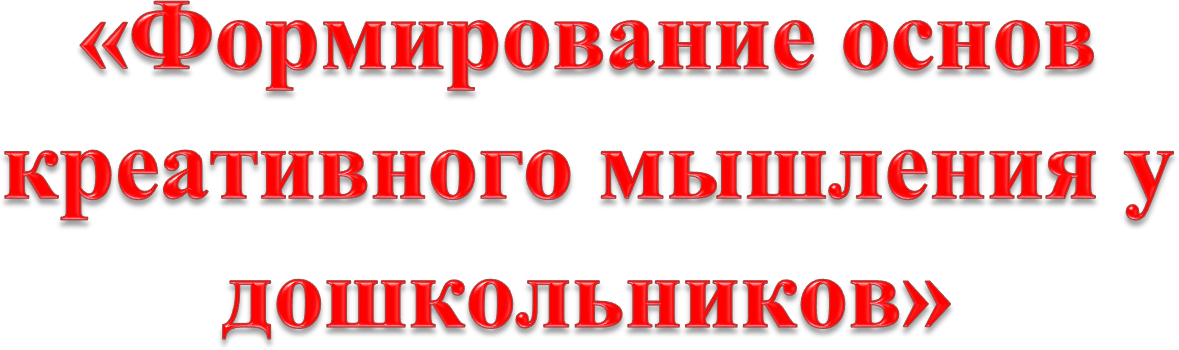 «Формирование основ
креативного мышления у
дошкольников»